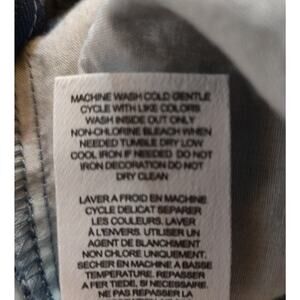 MACHINE WASH COLD GENTLE
CYCLE WITH LIKE COLORS
WASH INSIDE OUT ONLY
NON-CHLORINE BLEACH WHEN
NEEDED TUMBLE DRY LOW
COOL IRON IF NEEDED DO NOT
IRON DECORATION DO NOT
DRY CLEAN
LAVER A FROID EN MACHINE
CYCLE DELICAT SEPARER
LES COULEURS. LAVER
À L'ENVERS. UTILISER UN
AGENT DE BLANCHIMENT
NON CHLORE UNIQUEMENT.
SECHER EN MACHINE A BASSE
TEMPERATURE. REPASSER
A FER TIEDE, SI NECESSAIRE.
NE PAS REPASSER LA